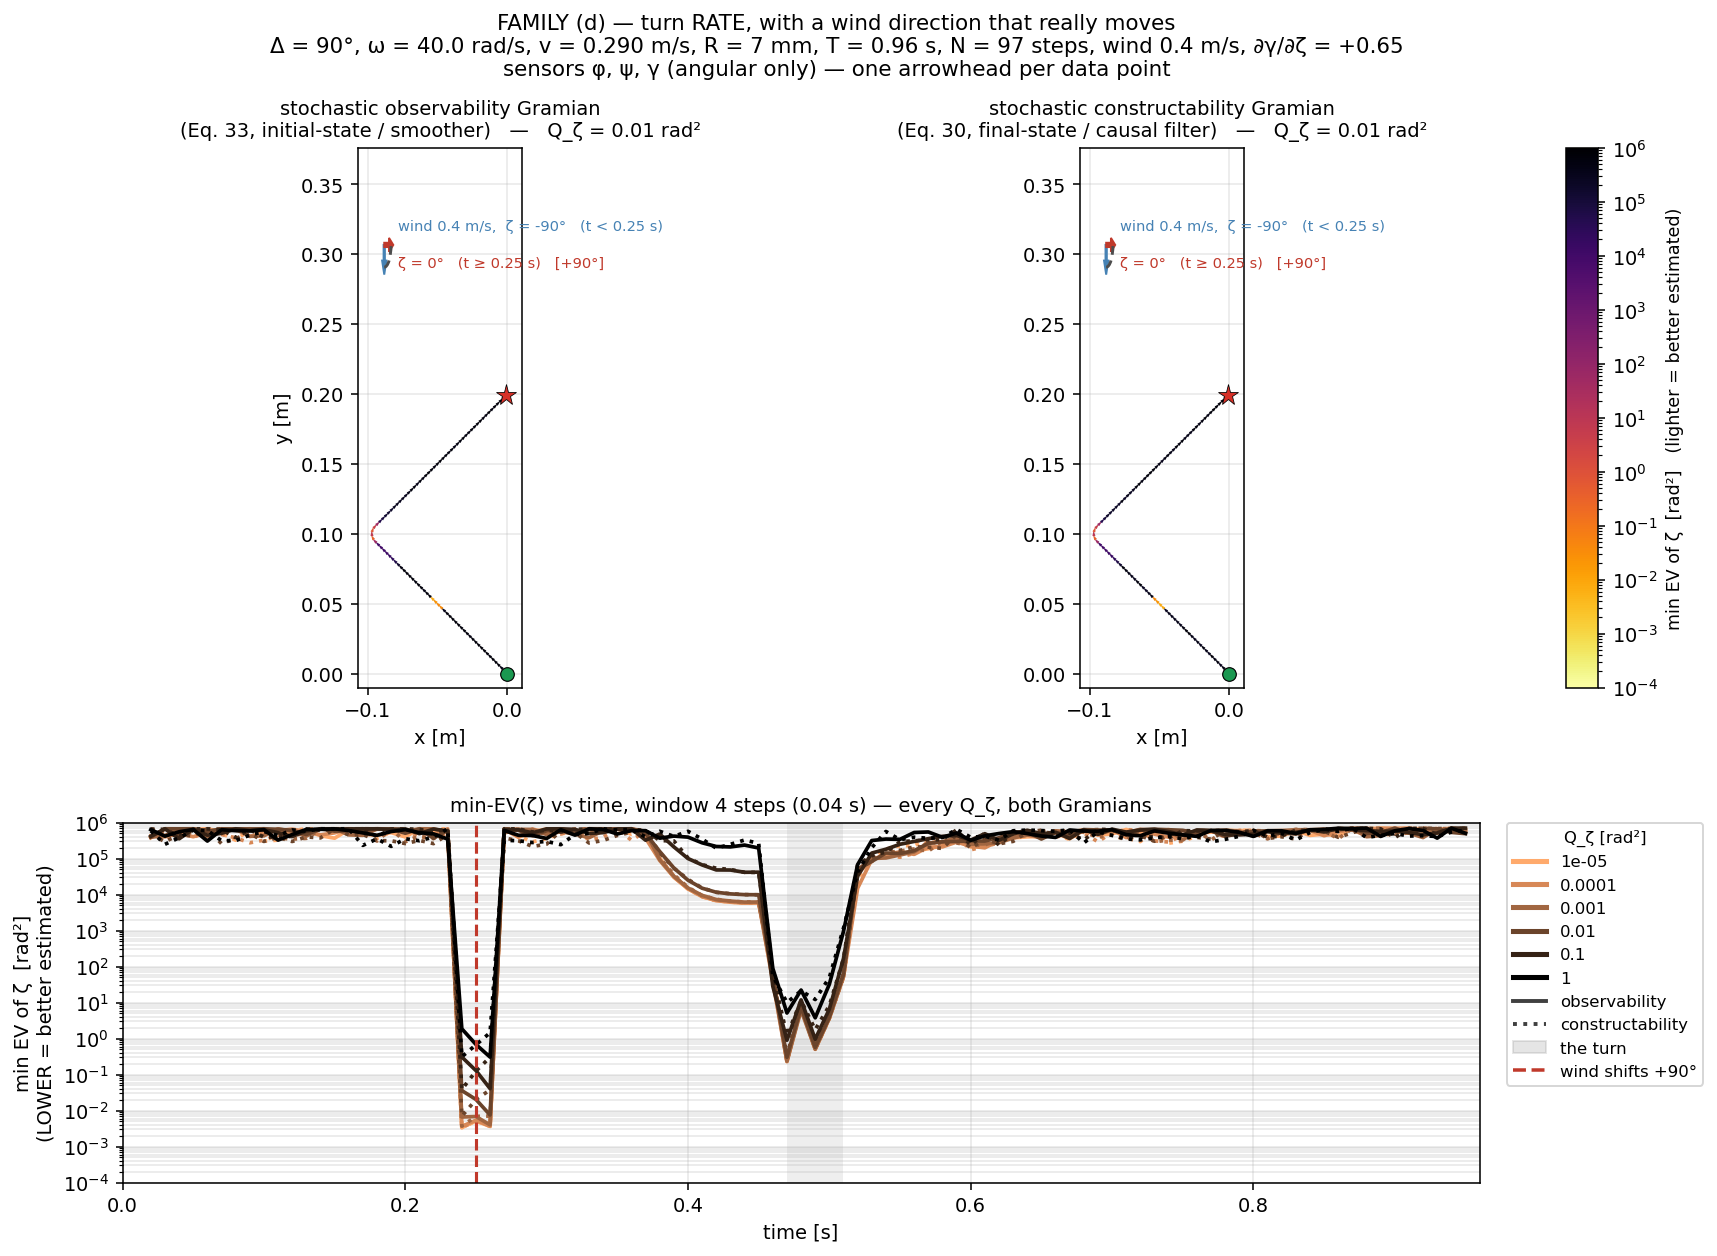 FAMILY (d) — turn RATE, with a wind direction that really moves
Δ = 90°, ω = 40.0 rad/s, v = 0.290 m/s, R = 7 mm, T = 0.96 s, N = 97 steps, wind 0.4 m/s, ∂γ/∂ζ = +0.65
sensors φ, ψ, γ (angular only) — one arrowhead per data point
stochastic observability Gramian
(Eq. 33, initial-state / smoother) — Q_ζ = 0.01 rad²
0.35
0.30
0.25
0.20
0.15
0.10
0.05
0.00
y [m]
wind 0.4 m/s, ζ = -90° (t < 0.25 s)
ζ = 0° (t ≥ 0.25 s) [+90°]
−0.1
0.0
x [m]
stochastic constructability Gramian
(Eq. 30, final-state / causal filter) — Q_ζ = 0.01 rad²
0.35
0.30
0.25
0.20
0.15
0.10
0.05
0.00
wind 0.4 m/s, ζ = -90° (t < 0.25 s)
ζ = 0° (t ≥ 0.25 s) [+90°]
−0.1
0.0
x [m]
10⁶
10⁵
10⁴
10³
10²
10¹
10⁰
10⁻¹
10⁻²
10⁻³
10⁻⁴
min EV of ζ [rad²] (lighter = better estimated)
min-EV(ζ) vs time, window 4 steps (0.04 s) — every Q_ζ, both Gramians
min EV of ζ [rad²]
(LOWER = better estimated)
10⁶
10⁵
10⁴
10³
10²
10¹
10⁰
10⁻¹
10⁻²
10⁻³
10⁻⁴
0.0
0.2
0.4
0.6
0.8
time [s]
Q_ζ [rad²]
1e-05
0.0001
0.001
0.01
0.1
1
observability
constructability
the turn
wind shifts +90°